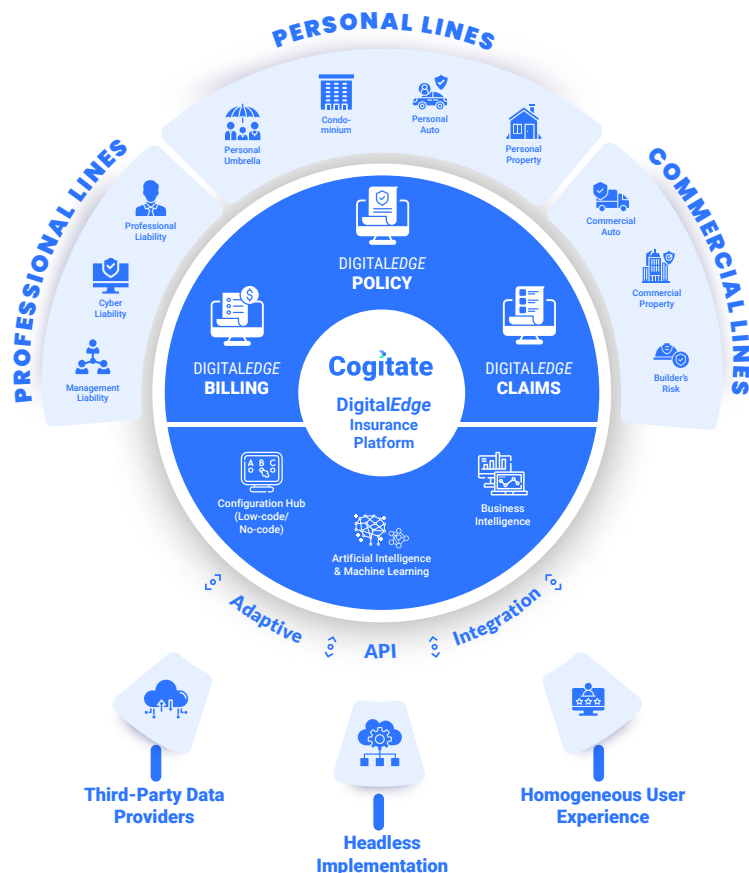 PERSONAL LINES
Personal
Umbrella
Condo-
minium
Personal
Auto
Personal
Property
PROFESSIONAL LINES
Professional
Liability
Cyber
Liability
Management
Liability
COMMERCIAL LINES
Commercial
Auto
Commercial
Property
Builder's
Risk
DIGITALEDGE
POLICY
DIGITALEDGE
BILLING
$
DIGITALEDGE
CLAIMS
Cogitate
DigitalEdge
Insurance
Platform
A B C
Configuration Hub
(Low-code/
No-code)
Artificial Intelligence
& Machine Learning
Business
Intelligence
Adaptive
API
Integration
Third-Party Data
Providers
Headless
Implementation
Homogeneous User
Experience